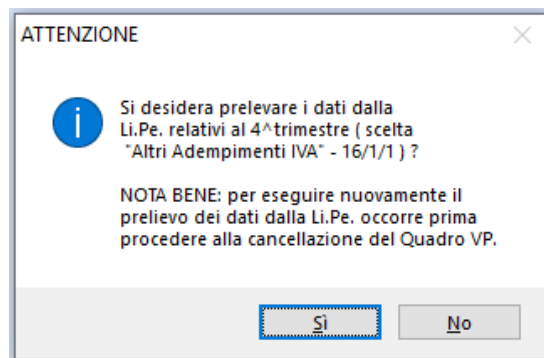 ATTENZIONE
Si desidera prelevare i dati dalla
Li.Pe. relativi al 4^trimestre ( scelta
"Altri Adempimenti IVA" - 16/1/1 ) ?
NOTA BENE: per eseguire nuovamente il
prelievo dei dati dalla Li.Pe. occorre prima
procedere alla cancellazione del Quadro VP.
Sì
No